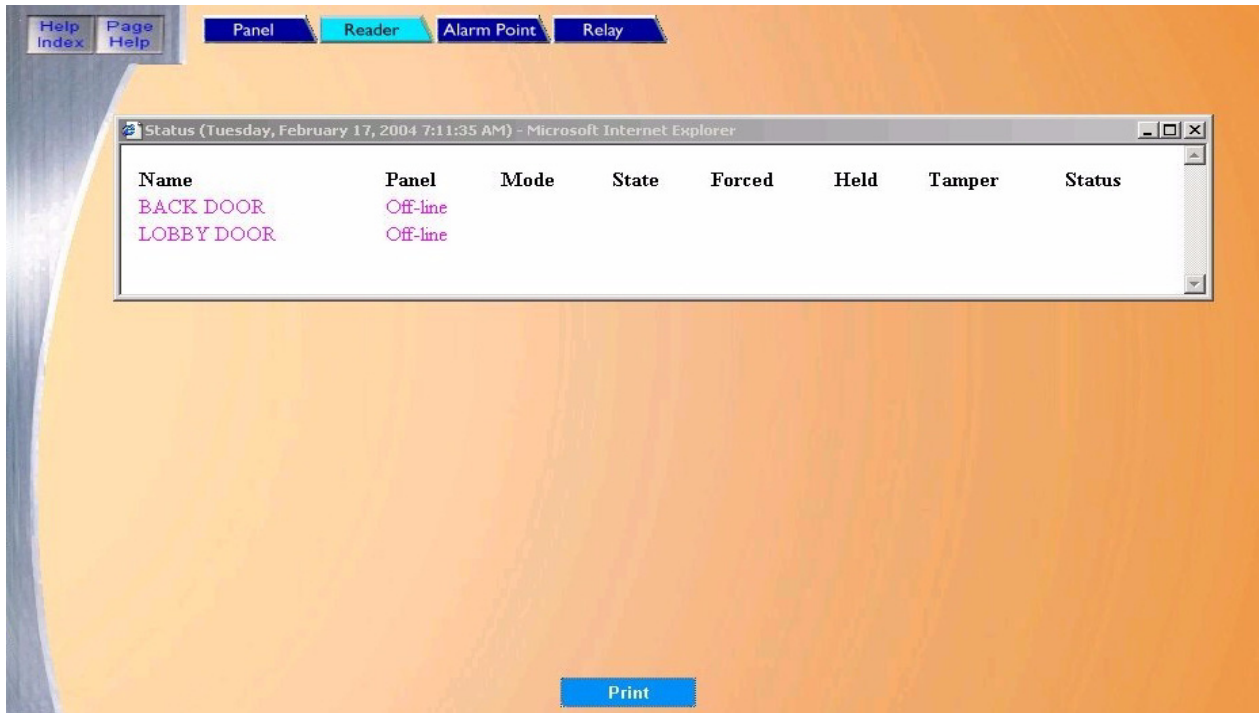 Help Index
Page Help
Panel
Reader
Alarm Point
Relay
Status (Tuesday, February 17, 2004 7:11:35 AM) - Microsoft Internet Explorer
Name Panel Mode State Forced Held Tamper Status
BACK DOOR Off-line
LOBBY DOOR Off-line
Print